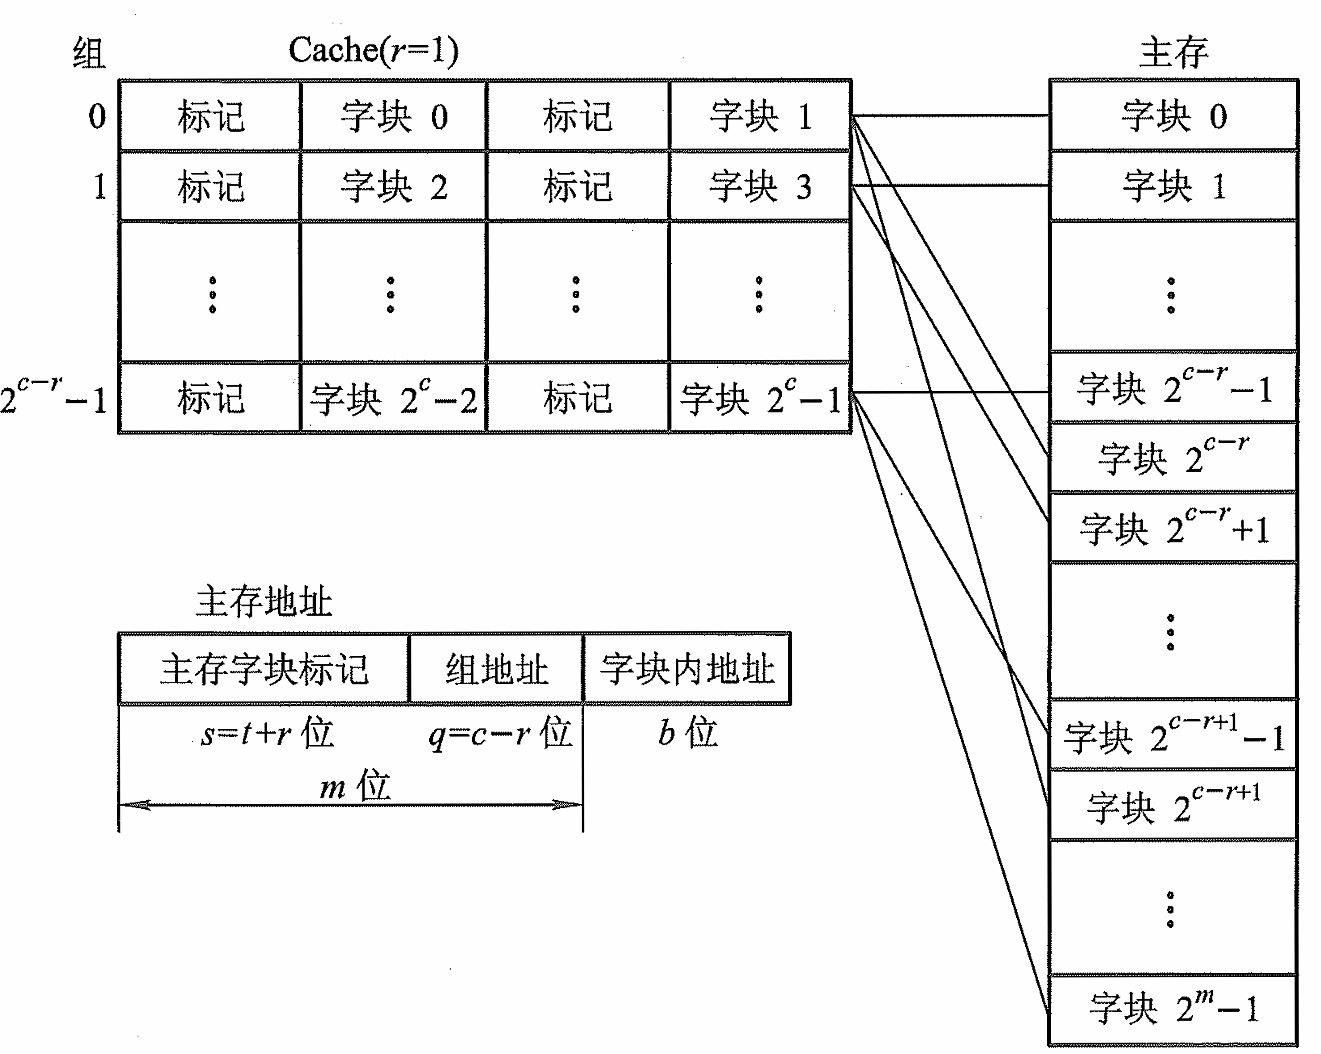 组 Cache(r=1) 主存
0 标记 字块 0 标记 字块 1 字块 0
1 标记 字块 2 标记 字块 3 字块 1
⋮ ⋮ ⋮ ⋮ ⋮
2^{c-r}-1 标记 字块 2^c-2 标记 字块 2^c-1 字块 2^{c-r}-1
字块 2^{c-r}
字块 2^{c-r}+1
⋮
字块 2^{c-r+1}-1
字块 2^{c-r+1}
⋮
字块 2^m-1
主存地址
主存字块标记 组地址 字块内地址
s=t+r 位 q=c-r 位 b 位
m 位